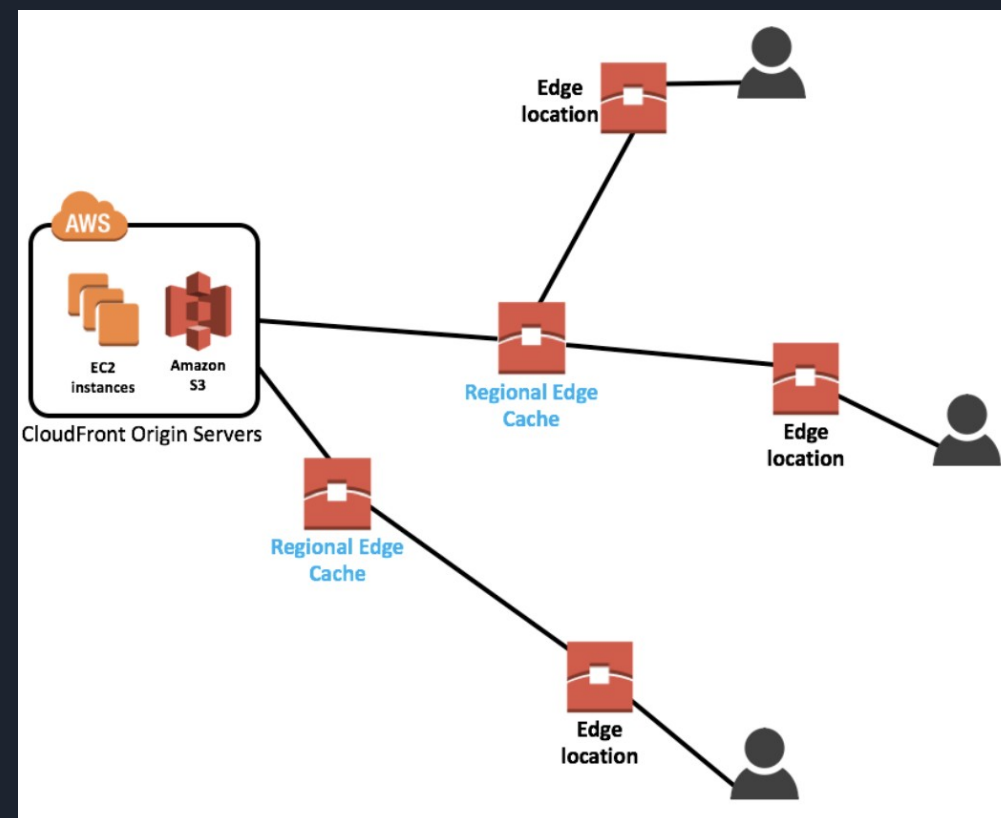 Edge
location
AWS
EC2
instances
Amazon
S3
CloudFront Origin Servers
Regional Edge
Cache
Edge
location
Regional Edge
Cache
Edge
location